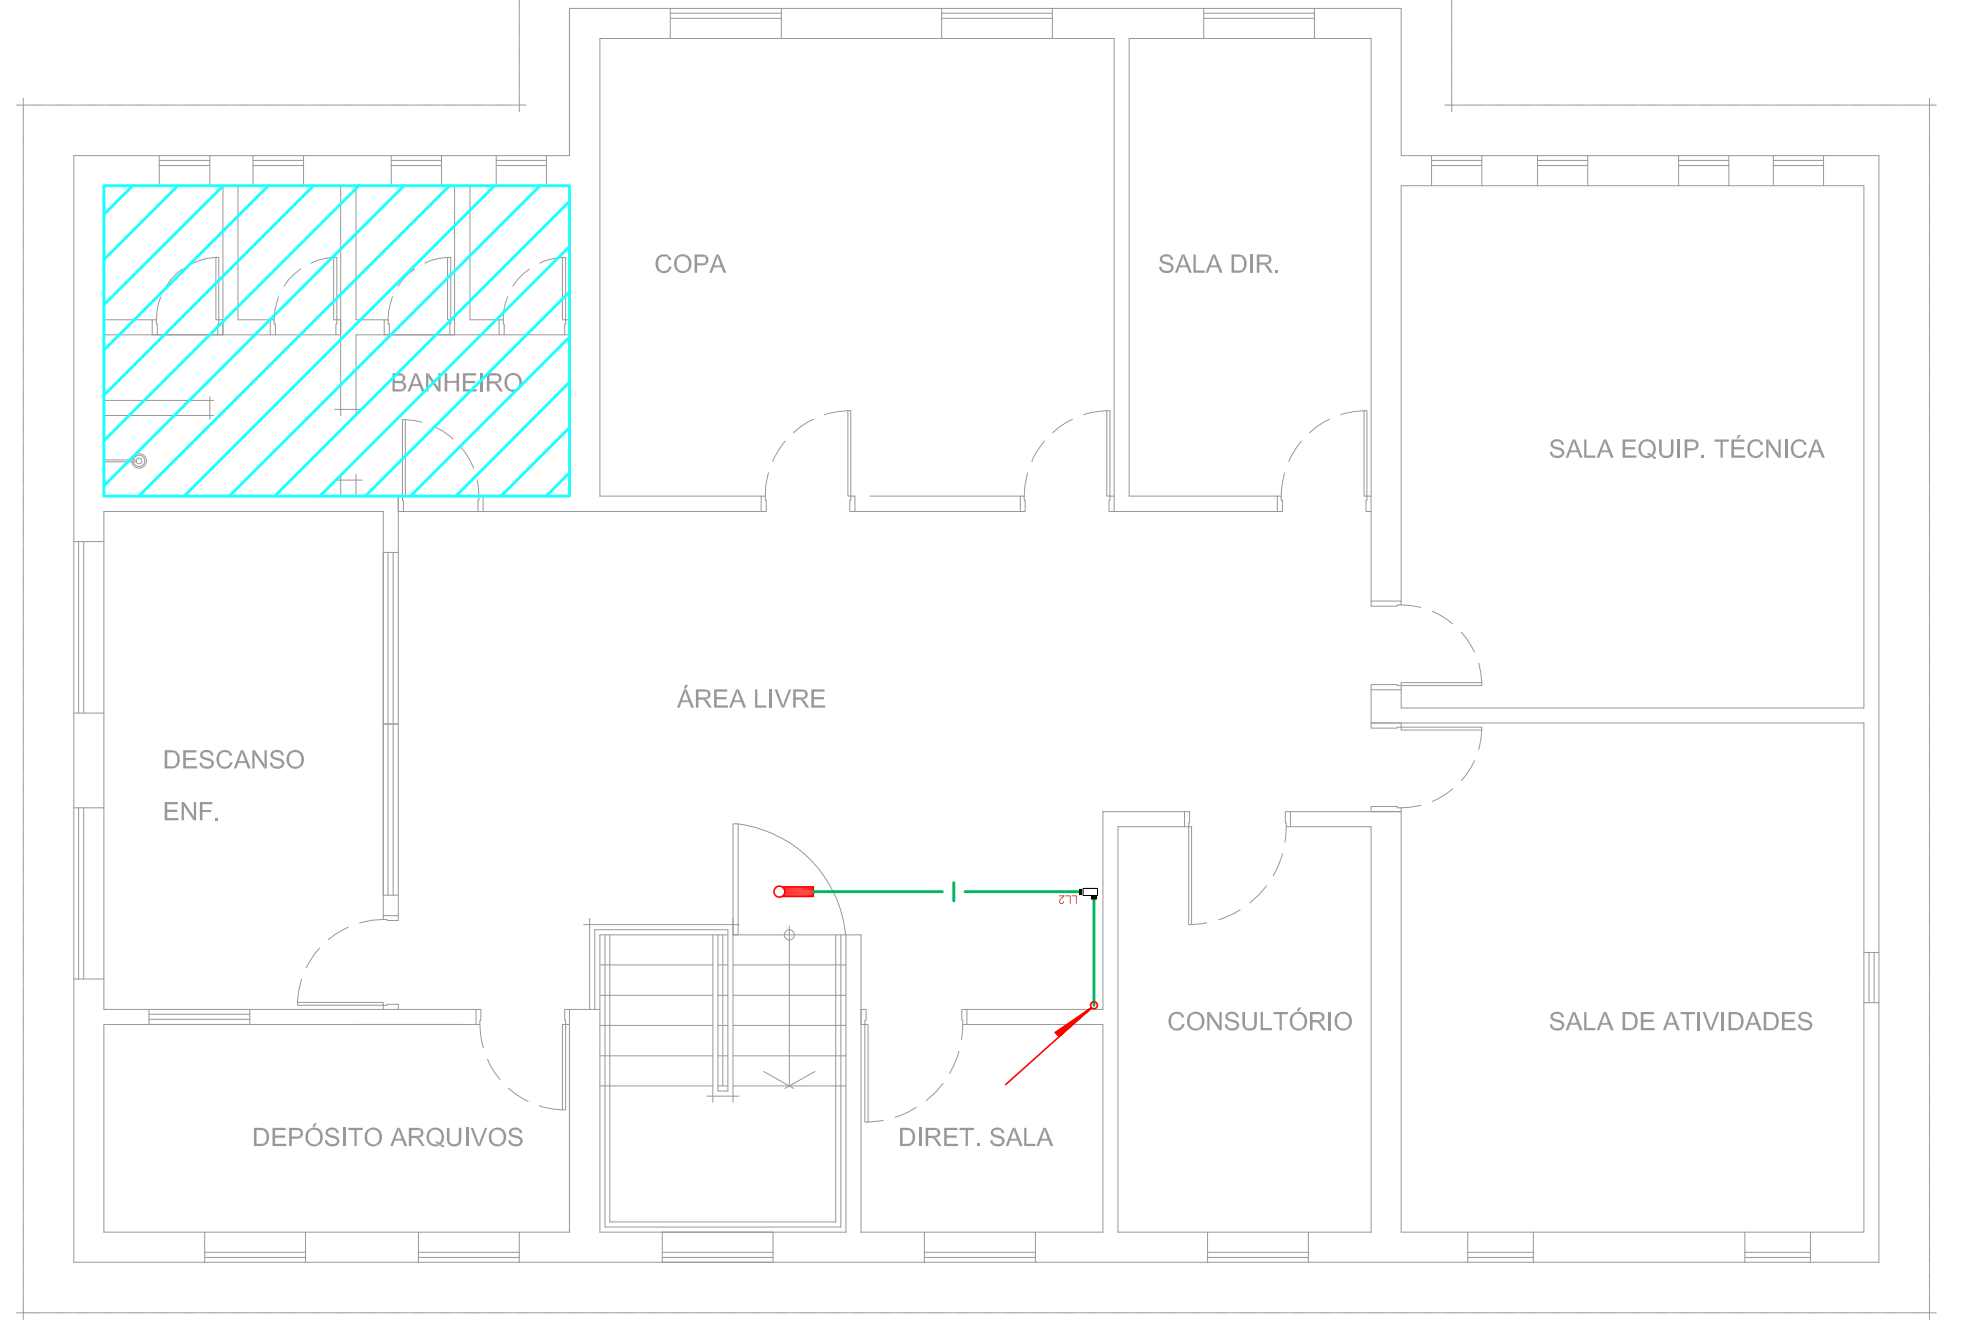 COPA
SALA DIR.
BANHEIRO
SALA EQUIP. TÉCNICA
ÁREA LIVRE
DESCANSO
ENF.
LL2
CONSULTÓRIO
SALA DE ATIVIDADES
DEPÓSITO ARQUIVOS
DIRET. SALA